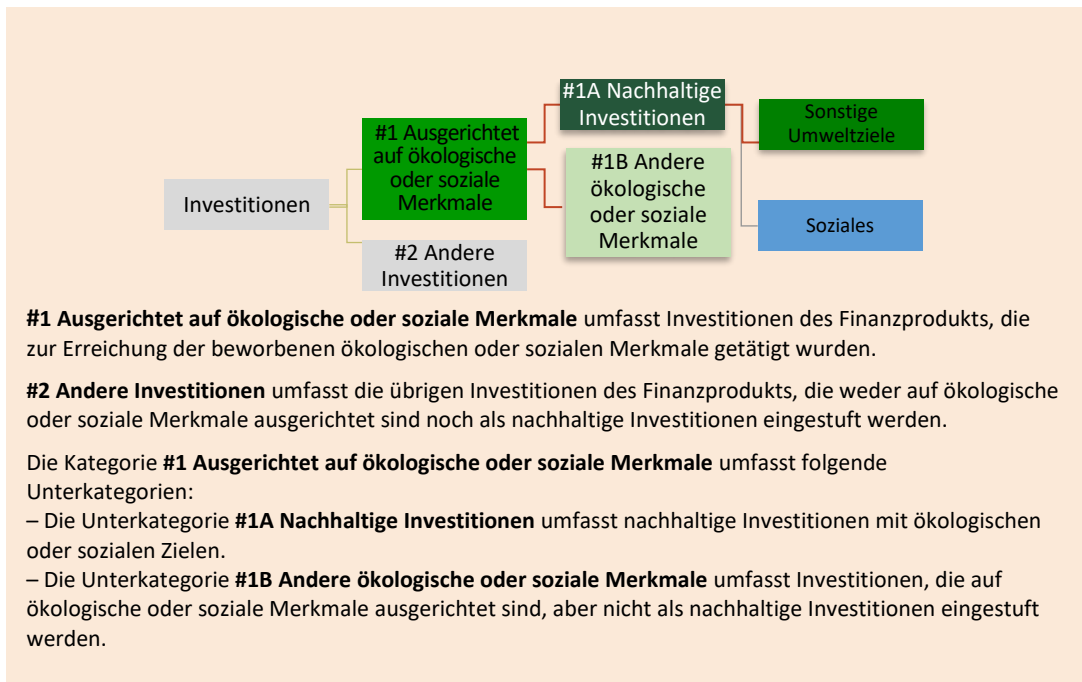 #1A Nachhaltige
Investitionen
Sonstige
Umweltziele
#1 Ausgerichtet
auf ökologische
oder soziale
Merkmale
#1B Andere
ökologische
oder soziale
Merkmale
Investitionen
Soziales
#2 Andere
Investitionen
#1 Ausgerichtet auf ökologische oder soziale Merkmale umfasst Investitionen des Finanzprodukts, die
zur Erreichung der beworbenen ökologischen oder sozialen Merkmale getätigt wurden.
#2 Andere Investitionen umfasst die übrigen Investitionen des Finanzprodukts, die weder auf ökologische
oder soziale Merkmale ausgerichtet sind noch als nachhaltige Investitionen eingestuft werden.
Die Kategorie #1 Ausgerichtet auf ökologische oder soziale Merkmale umfasst folgende
Unterkategorien:
– Die Unterkategorie #1A Nachhaltige Investitionen umfasst nachhaltige Investitionen mit ökologischen
oder sozialen Zielen.
– Die Unterkategorie #1B Andere ökologische oder soziale Merkmale umfasst Investitionen, die auf
ökologische oder soziale Merkmale ausgerichtet sind, aber nicht als nachhaltige Investitionen eingestuft
werden.